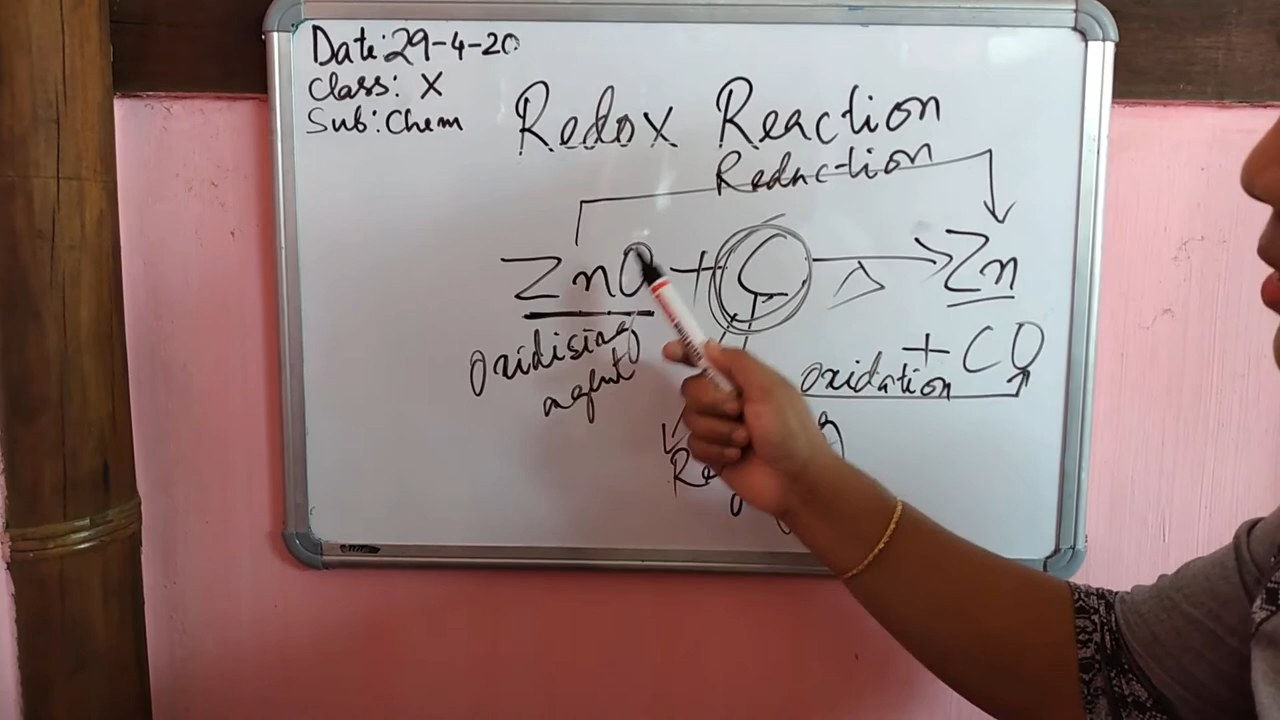 Date: 29-4-20
Class: X
Sub: Chem
Redox Reaction
Reduction
ZnO + C → Zn
Δ
+ CO
oxidising
agent
oxidation